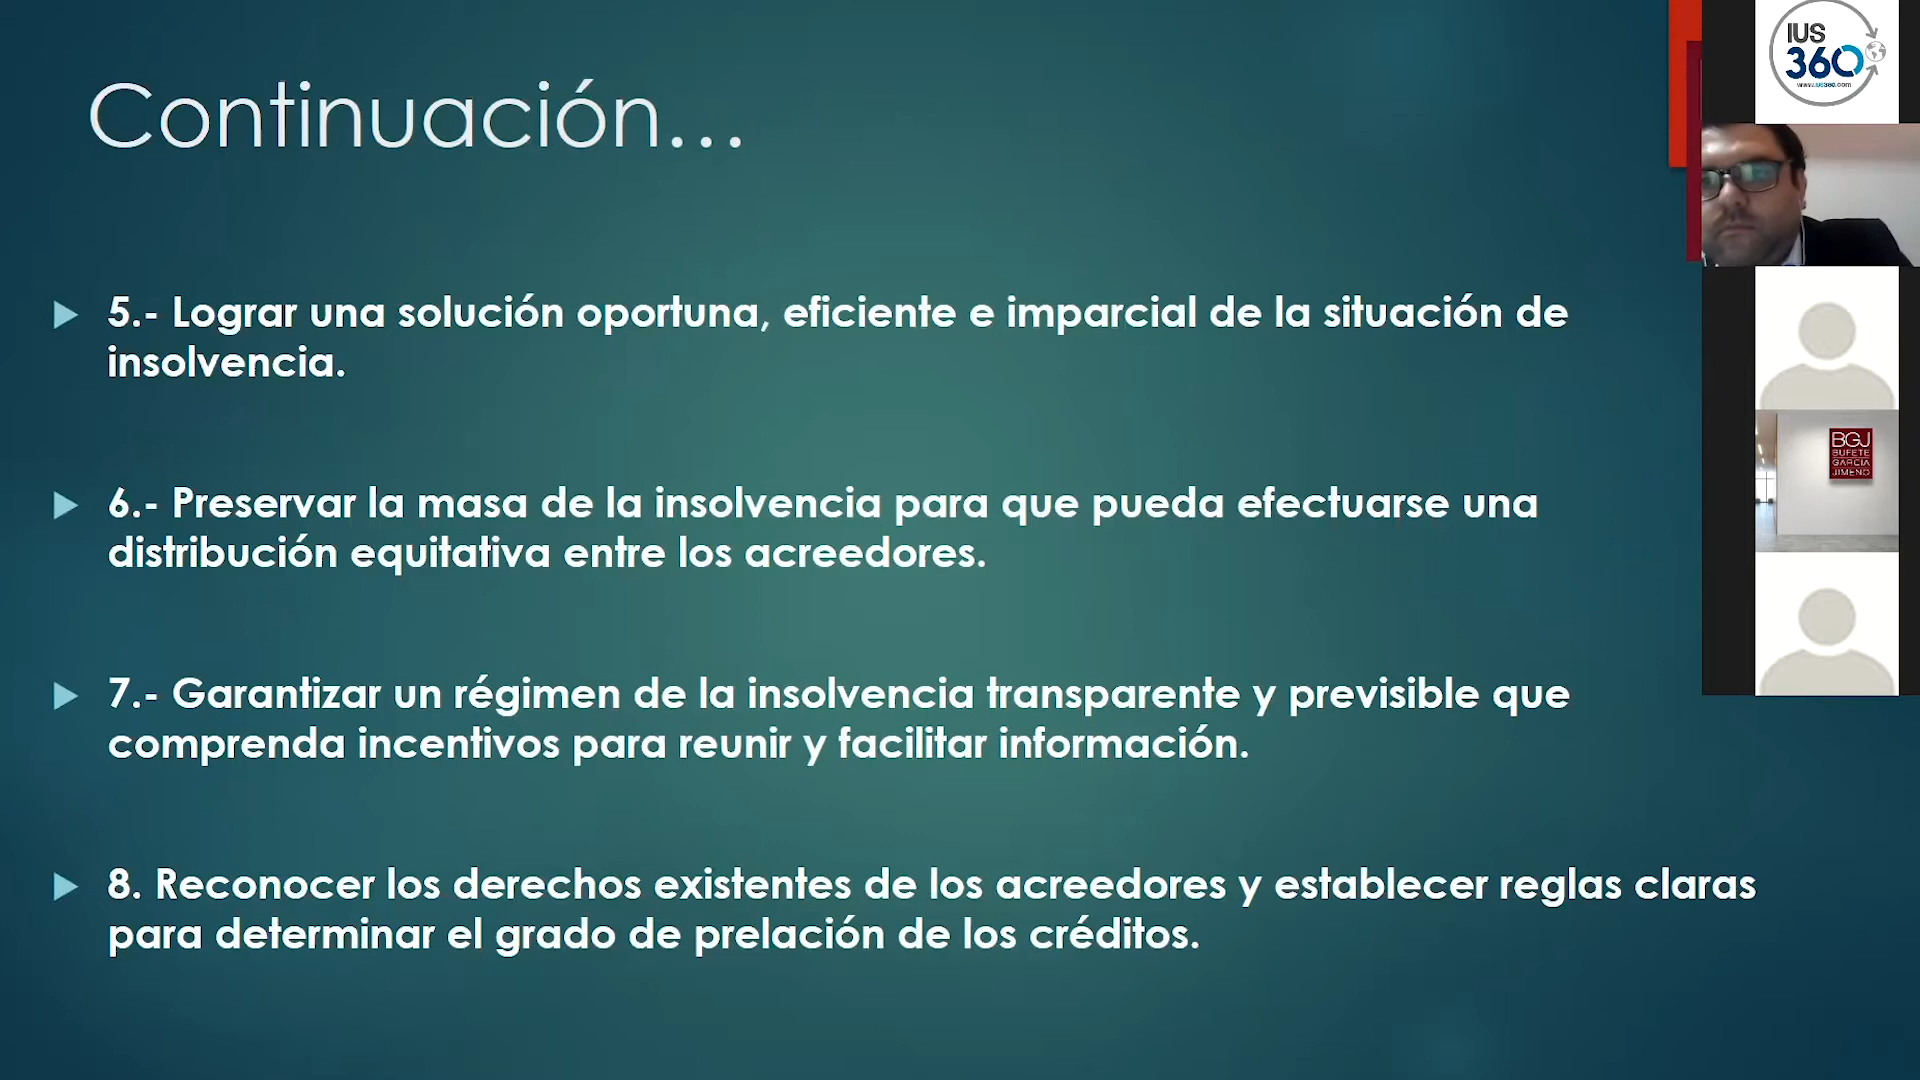 Continuación...
5.- Lograr una solución oportuna, eficiente e imparcial de la situación de
insolvencia.
6.- Preservar la masa de la insolvencia para que pueda efectuarse una
distribución equitativa entre los acreedores.
7.- Garantizar un régimen de la insolvencia transparente y previsible que
comprenda incentivos para reunir y facilitar información.
8. Reconocer los derechos existentes de los acreedores y establecer reglas claras
para determinar el grado de prelación de los créditos.
IUS
360
www.ius360.com
BGJ
BUFETE
GARCIA
JIMENO